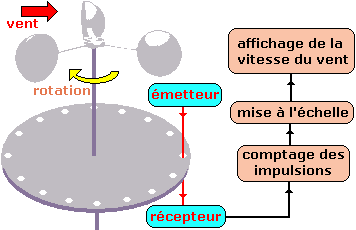 vent
rotation
émetteur
récepteur
affichage de la
vitesse du vent
mise à l'échelle
comptage des
impulsions